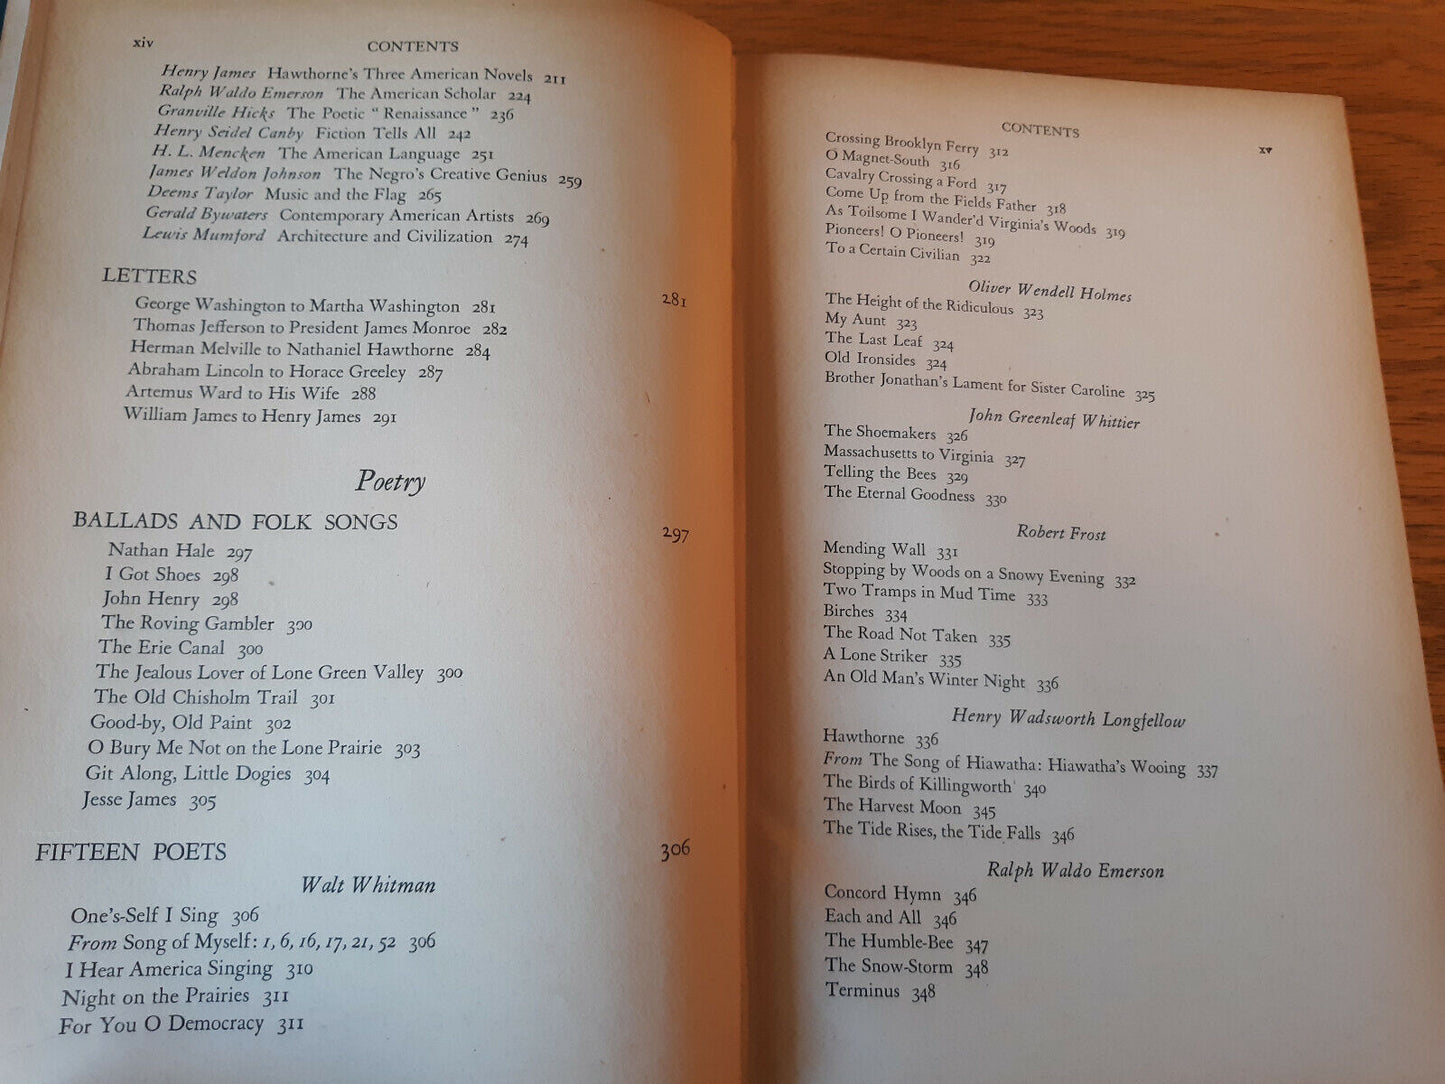 xiv
CONTENTS
Henry James Hawthorne's Three American Novels 211
Ralph Waldo Emerson The American Scholar 224
Granville Hicks The Poetic "Renaissance" 236
Henry Seidel Canby Fiction Tells All 242
H. L. Mencken The American Language 251
James Weldon Johnson The Negro's Creative Genius 259
Deems Taylor Music and the Flag 265
Gerald Bywaters Contemporary American Artists 269
Lewis Mumford Architecture and Civilization 274
LETTERS 281
George Washington to Martha Washington 281
Thomas Jefferson to President James Monroe 282
Herman Melville to Nathaniel Hawthorne 284
Abraham Lincoln to Horace Greeley 287
Artemus Ward to His Wife 288
William James to Henry James 291
Poetry
BALLADS AND FOLK SONGS 297
Nathan Hale 297
I Got Shoes 298
John Henry 298
The Roving Gambler 300
The Erie Canal 300
The Jealous Lover of Lone Green Valley 300
The Old Chisholm Trail 301
Good-by, Old Paint 302
O Bury Me Not on the Lone Prairie 303
Git Along, Little Dogies 304
Jesse James 305
FIFTEEN POETS 306
Walt Whitman
One's-Self I Sing 306
From Song of Myself: 1, 6, 16, 17, 21, 52 306
I Hear America Singing 310
Night on the Prairies 311
For You O Democracy 311
CONTENTS
xv
Crossing Brooklyn Ferry 312
O Magnet-South 316
Cavalry Crossing a Ford 317
Come Up from the Fields Father 318
As Toilsome I Wander'd Virginia's Woods 319
Pioneers! O Pioneers! 319
To a Certain Civilian 322
Oliver Wendell Holmes
The Height of the Ridiculous 323
My Aunt 323
The Last Leaf 324
Old Ironsides 324
Brother Jonathan's Lament for Sister Caroline 325
John Greenleaf Whittier
The Shoemakers 326
Massachusetts to Virginia 327
Telling the Bees 329
The Eternal Goodness 330
Robert Frost
Mending Wall 331
Stopping by Woods on a Snowy Evening 332
Two Tramps in Mud Time 333
Birches 334
The Road Not Taken 335
A Lone Striker 335
An Old Man's Winter Night 336
Henry Wadsworth Longfellow
Hawthorne 336
From The Song of Hiawatha: Hiawatha's Wooing 337
The Birds of Killingworth 340
The Harvest Moon 345
The Tide Rises, the Tide Falls 346
Ralph Waldo Emerson
Concord Hymn 346
Each and All 346
The Humble-Bee 347
The Snow-Storm 348
Terminus 348